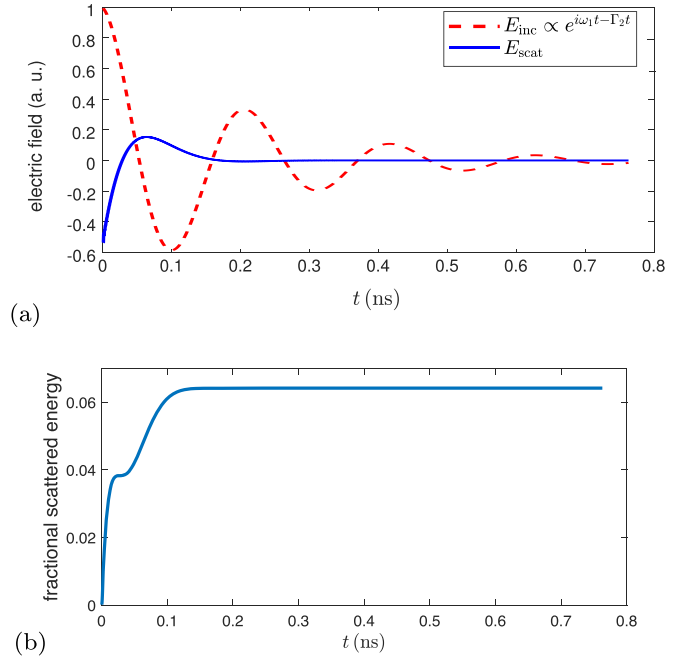 1
0.8
0.6
0.4
0.2
0
-0.2
-0.4
-0.6
electric field (a. u.)
E_inc ∝ e^{iω₁t−Γ₂t}
E_scat
0 0.1 0.2 0.3 0.4 0.5 0.6 0.7 0.8
t (ns)
(a)
0.06
0.04
0.02
0
fractional scattered energy
0 0.1 0.2 0.3 0.4 0.5 0.6 0.7 0.8
t (ns)
(b)